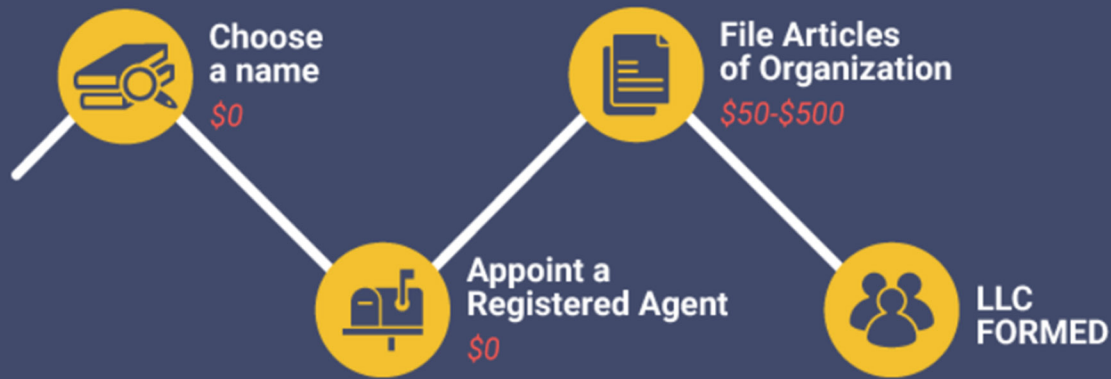 Choose
a name
$0
Appoint a
Registered Agent
$0
File Articles
of Organization
$50-$500
LLC
FORMED